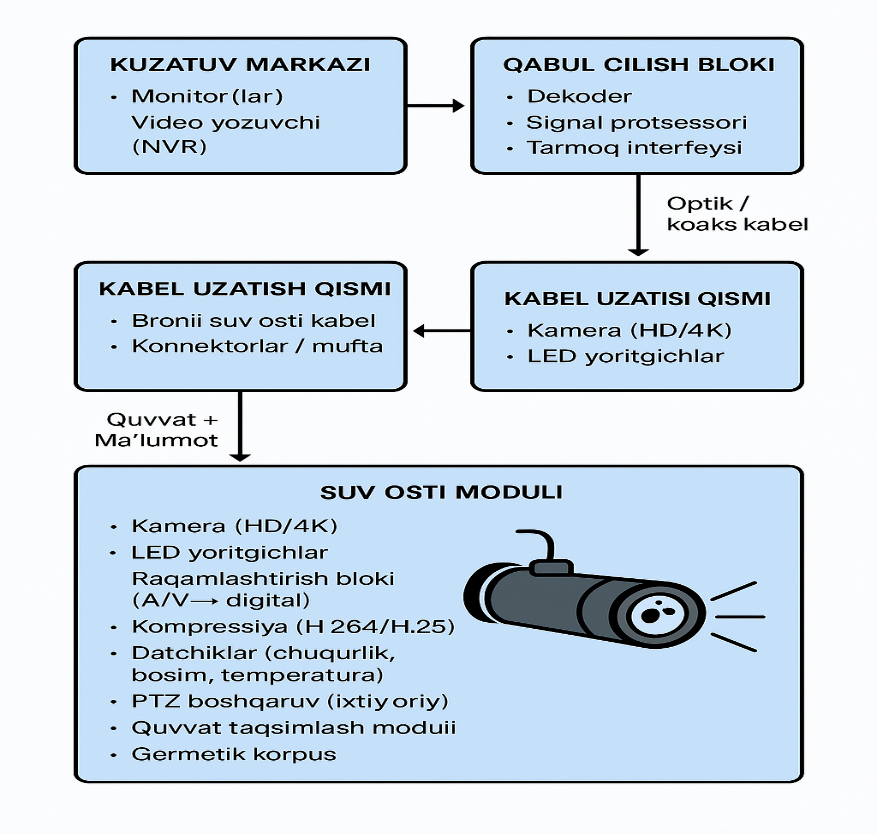 KUZATUV MARKAZI
• Monitor (lar)
Video yozuvchi
(NVR)
QABUL CILISH BLOKI
• Dekoder
• Signal protsessori
• Tarmoq interfeysi
Optik /
koaks kabel
KABEL UZATISH QISMI
• Bronii suv osti kabel
• Konnektorlar / mufta
KABEL UZATISI QISMI
• Kamera (HD/4K)
• LED yoritgichlar
Quvvat +
Ma’lurmot
SUV OSTI MODULI
• Kamera (HD/4K)
• LED yoritgichlar
Raqamlashtirish bloki
(A/V→ digital)
• Kompressiya (H 264/H.25)
• Datchiklar (chuqurlik,
bosim, temperatura)
• PTZ boshqaruv (ixtiyoriy)
• Quvvat taqsimlash moduii
• Germetik korpus